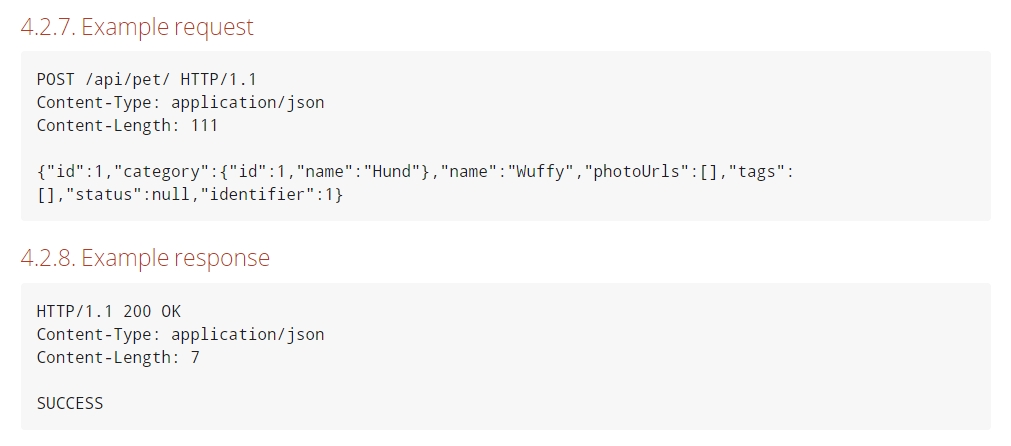 4.2.7. Example request
POST /api/pet/ HTTP/1.1
Content-Type: application/json
Content-Length: 111
{"id":1,"category":{"id":1,"name":"Hund"},"name":"Wuffy","photoUrls":[],"tags":
[],"status":null,"identifier":1}
4.2.8. Example response
HTTP/1.1 200 OK
Content-Type: application/json
Content-Length: 7
SUCCESS